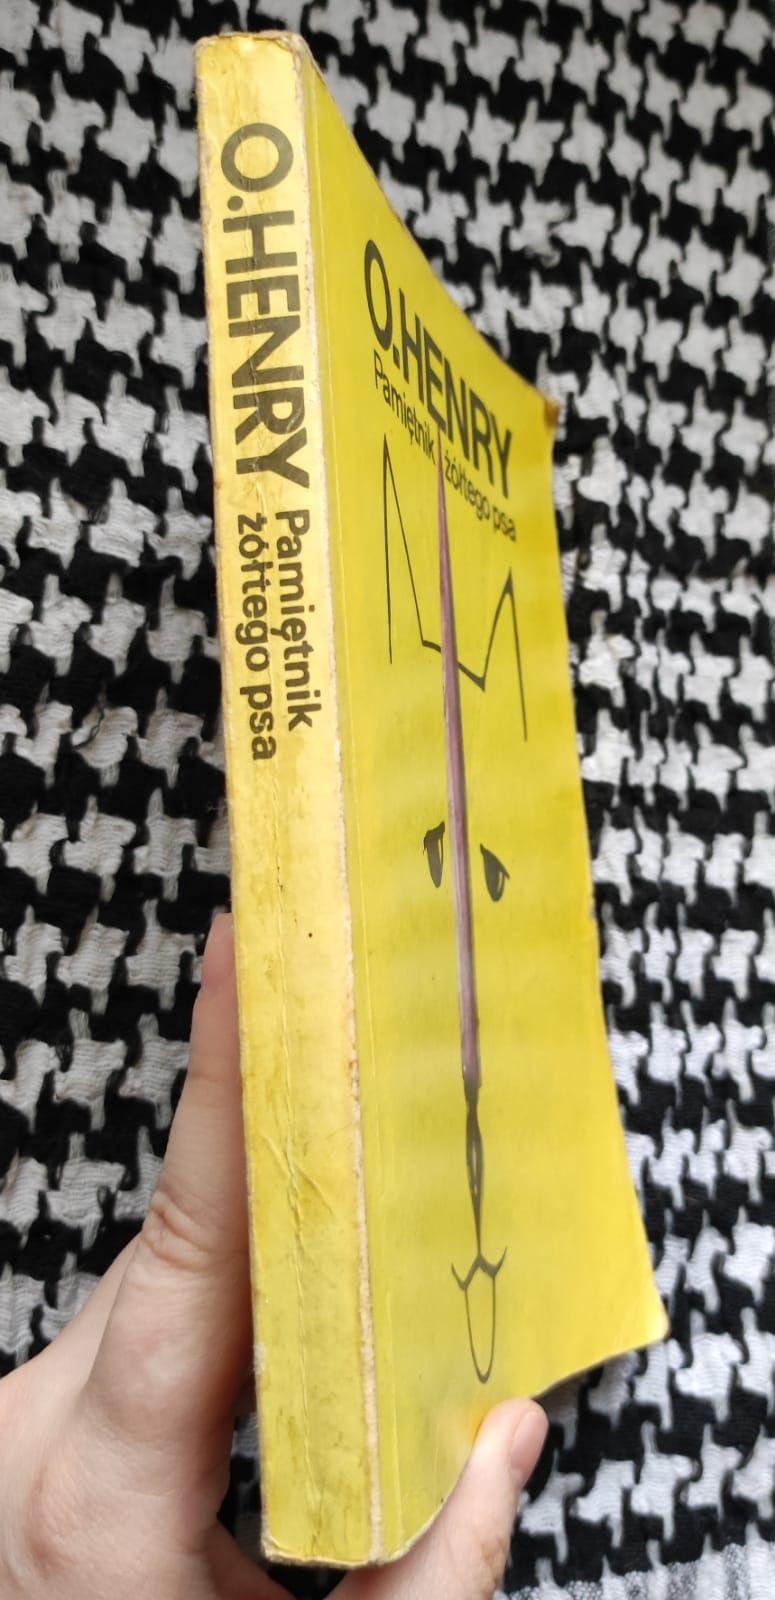 O.HENRY
Pamiętnik
żółtego psa
O.HENRY
Pamiętnik żółtego psa